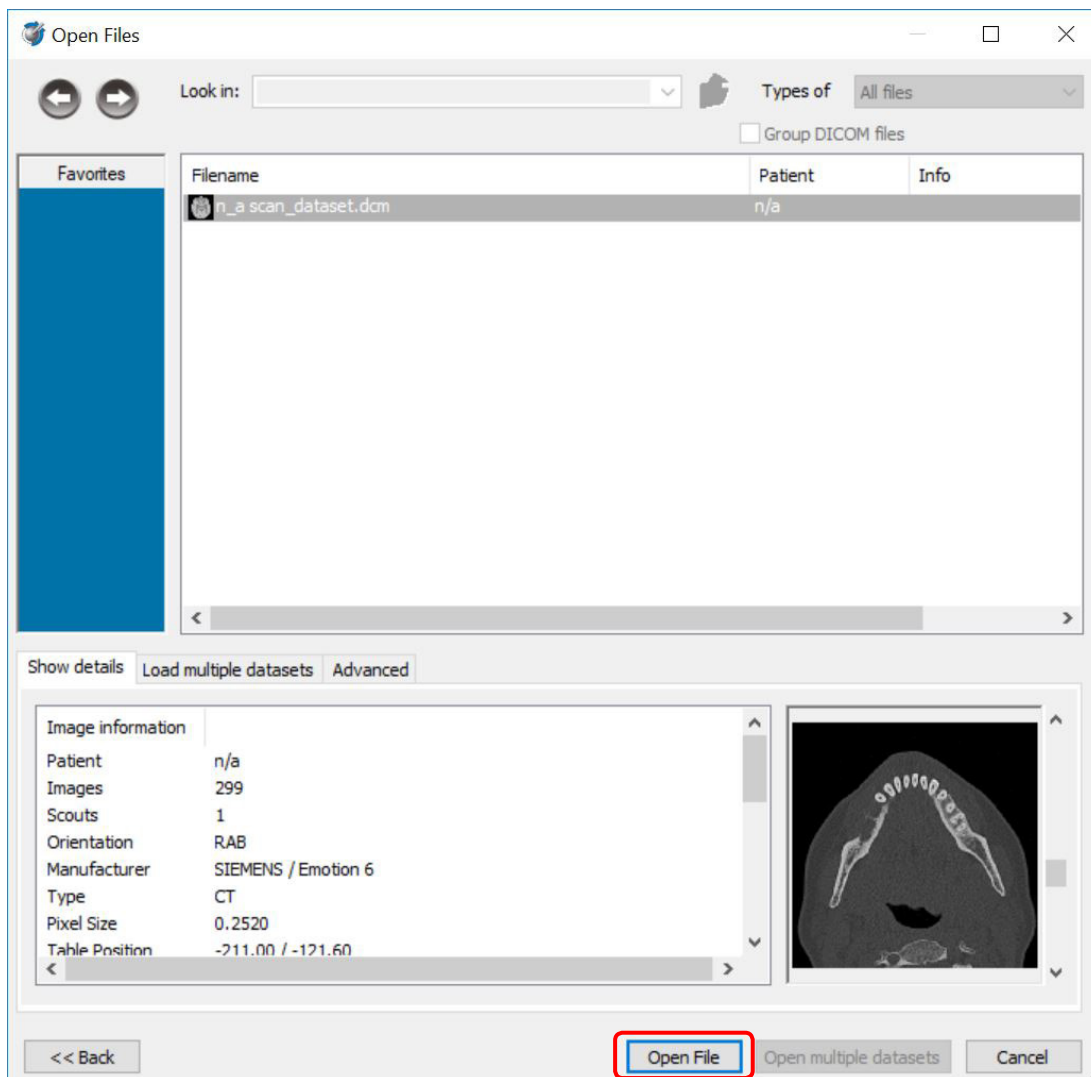 Open Files
Look in:
Types of All files
Group DICOM files
Favorites
Filename Patient Info
n_a scan_dataset.dcm n/a
Show details Load multiple datasets Advanced
Image information
Patient n/a
Images 299
Scouts 1
Orientation RAB
Manufacturer SIEMENS / Emotion 6
Type CT
Pixel Size 0.2520
Table Position -211.00 / -121.60
<< Back Open File Open multiple datasets Cancel